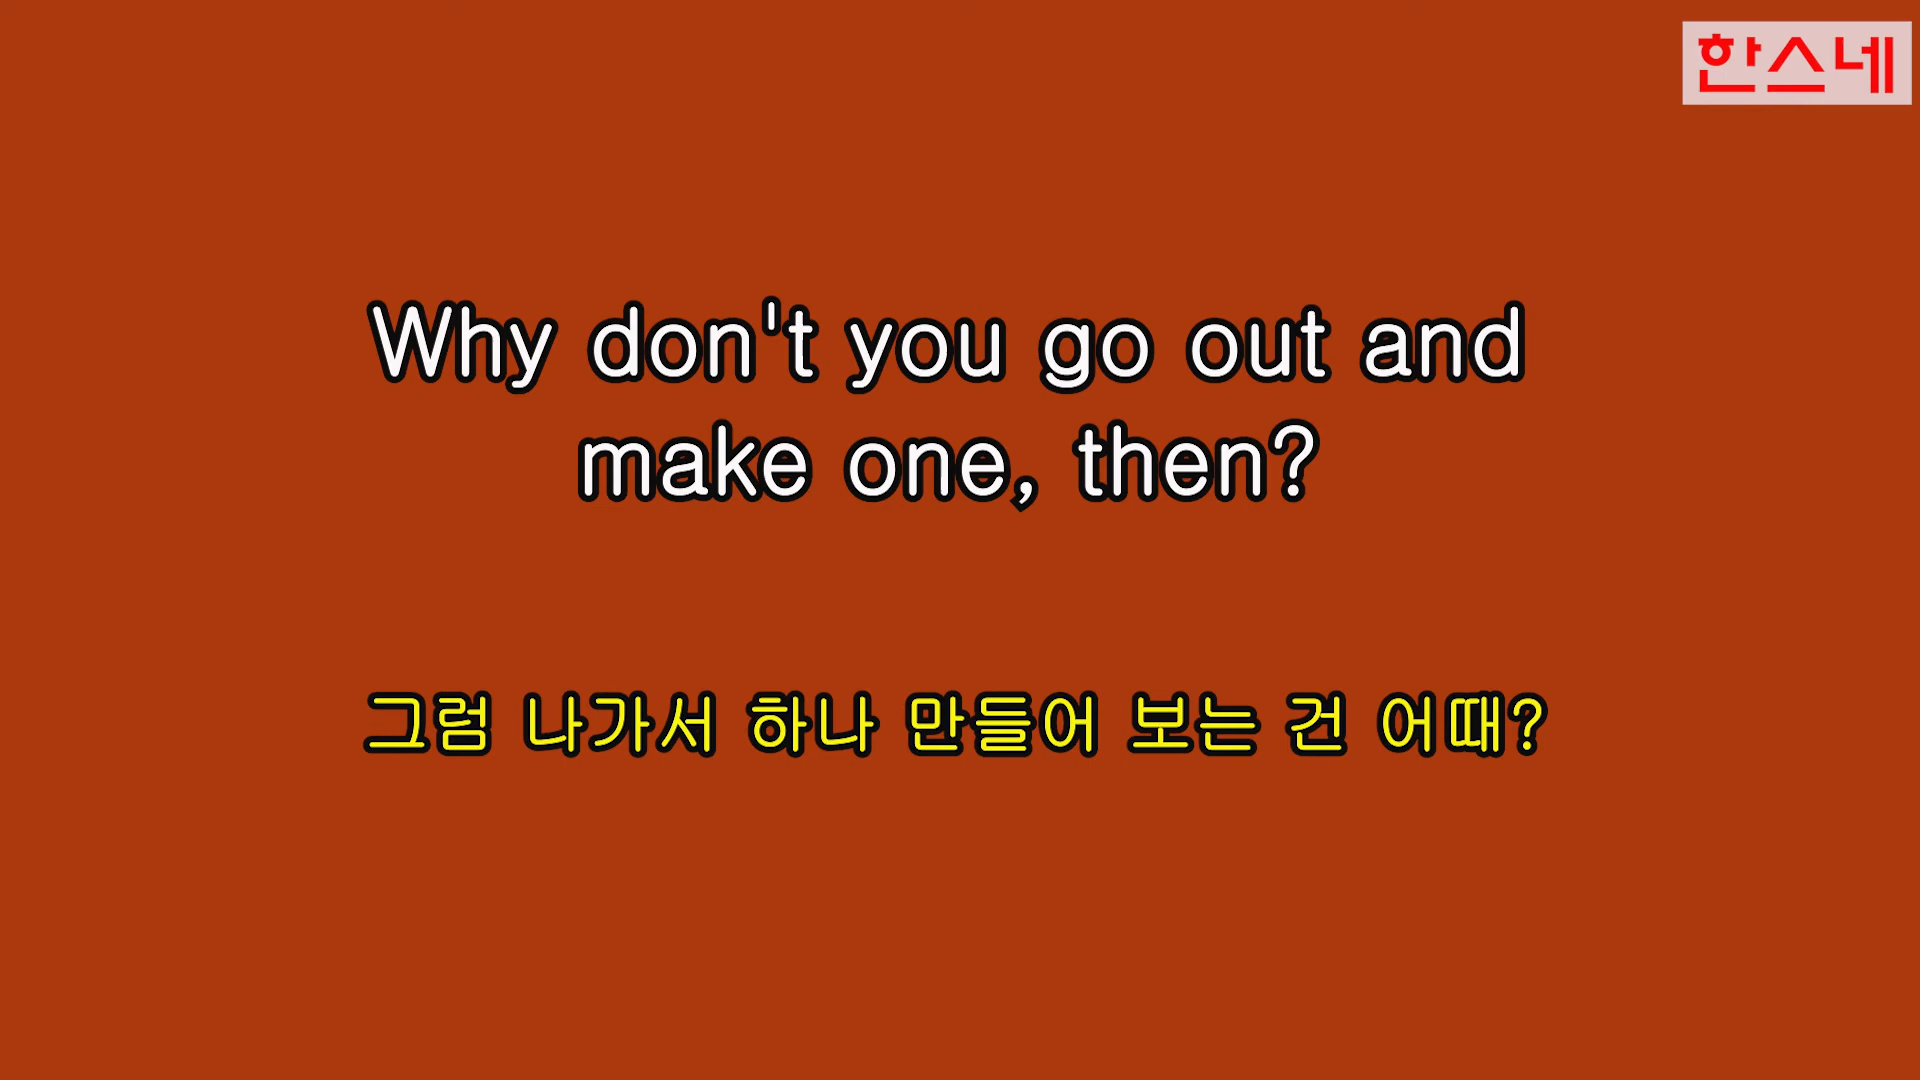 한스네
Why don't you go out and
make one, then?
그럼 나가서 하나 만들어 보는 건 어때?